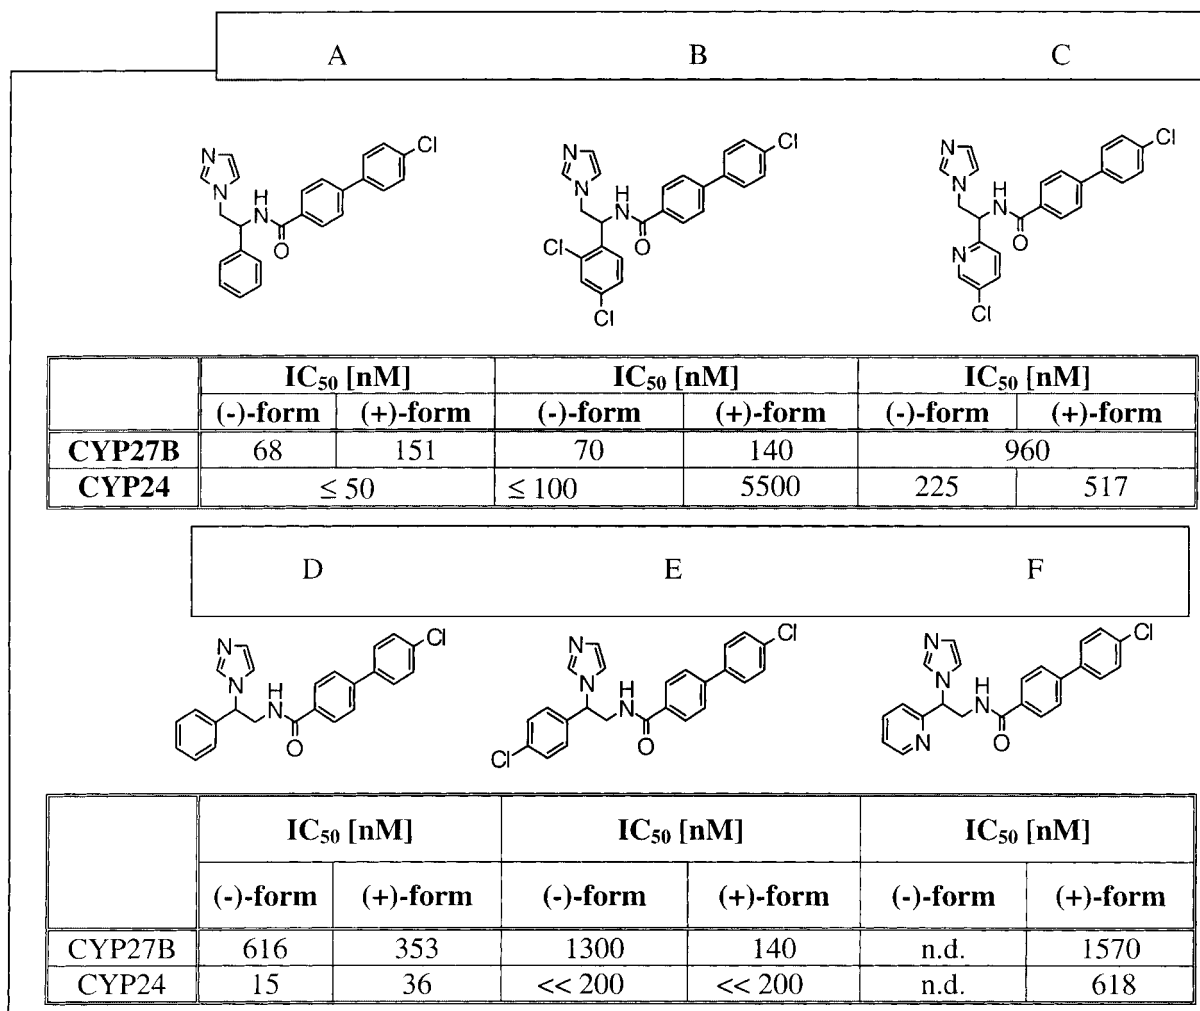 A B C
N N N Cl Cl Cl
N N N
H N H N H N
O O O
Cl N
Cl Cl
IC50 [nM] IC50 [nM] IC50 [nM]
(-)-form (+)-form (-)-form (+)-form (-)-form (+)-form
CYP27B 68 151 70 140 960
CYP24 ≤ 50 ≤ 100 5500 225 517
D E F
N Cl N Cl N Cl
N N N
H N H N H N
O O O
Cl N
IC50 [nM] IC50 [nM] IC50 [nM]
(-)-form (+)-form (-)-form (+)-form (-)-form (+)-form
CYP27B 616 353 1300 140 n.d. 1570
CYP24 15 36 << 200 << 200 n.d. 618